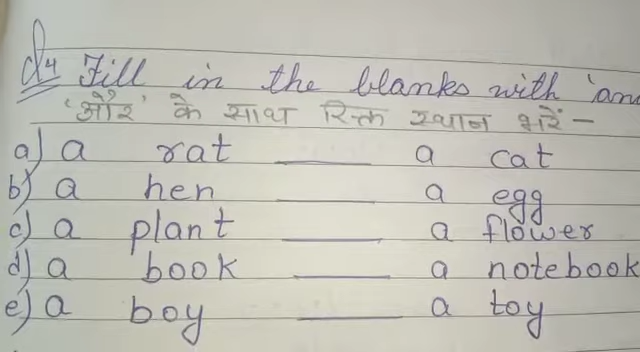 Q4 Fill in the blanks with 'and
'और' के साथ रिक्त स्थान भरें -
a) a rat ____ a cat
b) a hen ____ a egg
c) a plant ____ a flower
d) a book ____ a notebook
e) a boy ____ a toy